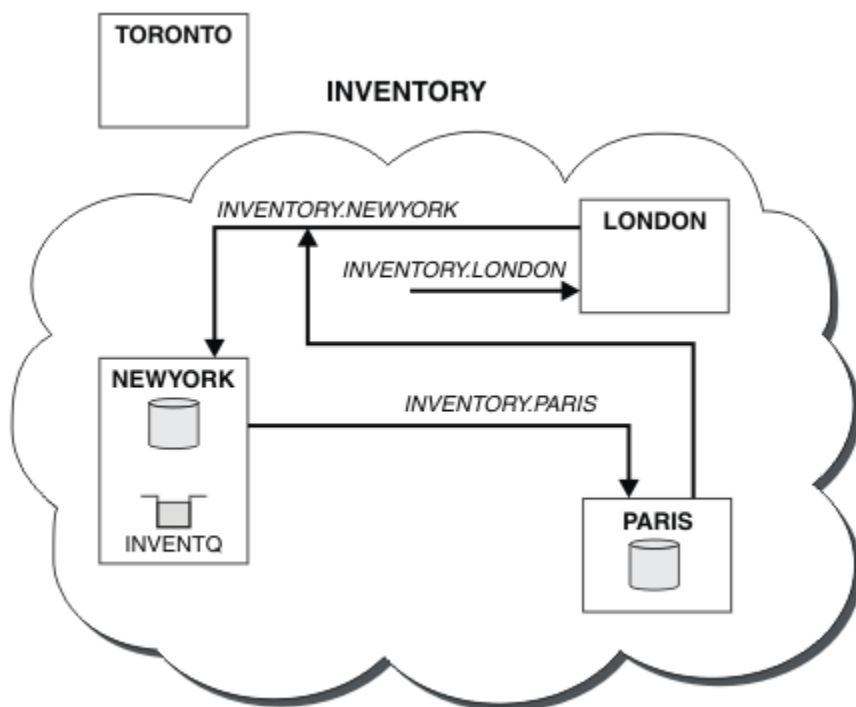 TORONTO
INVENTORY
INVENTORY.NEWYORK
LONDON
INVENTORY.LONDON
NEWYORK
INVENTORY.PARIS
PARIS
INVENTQ